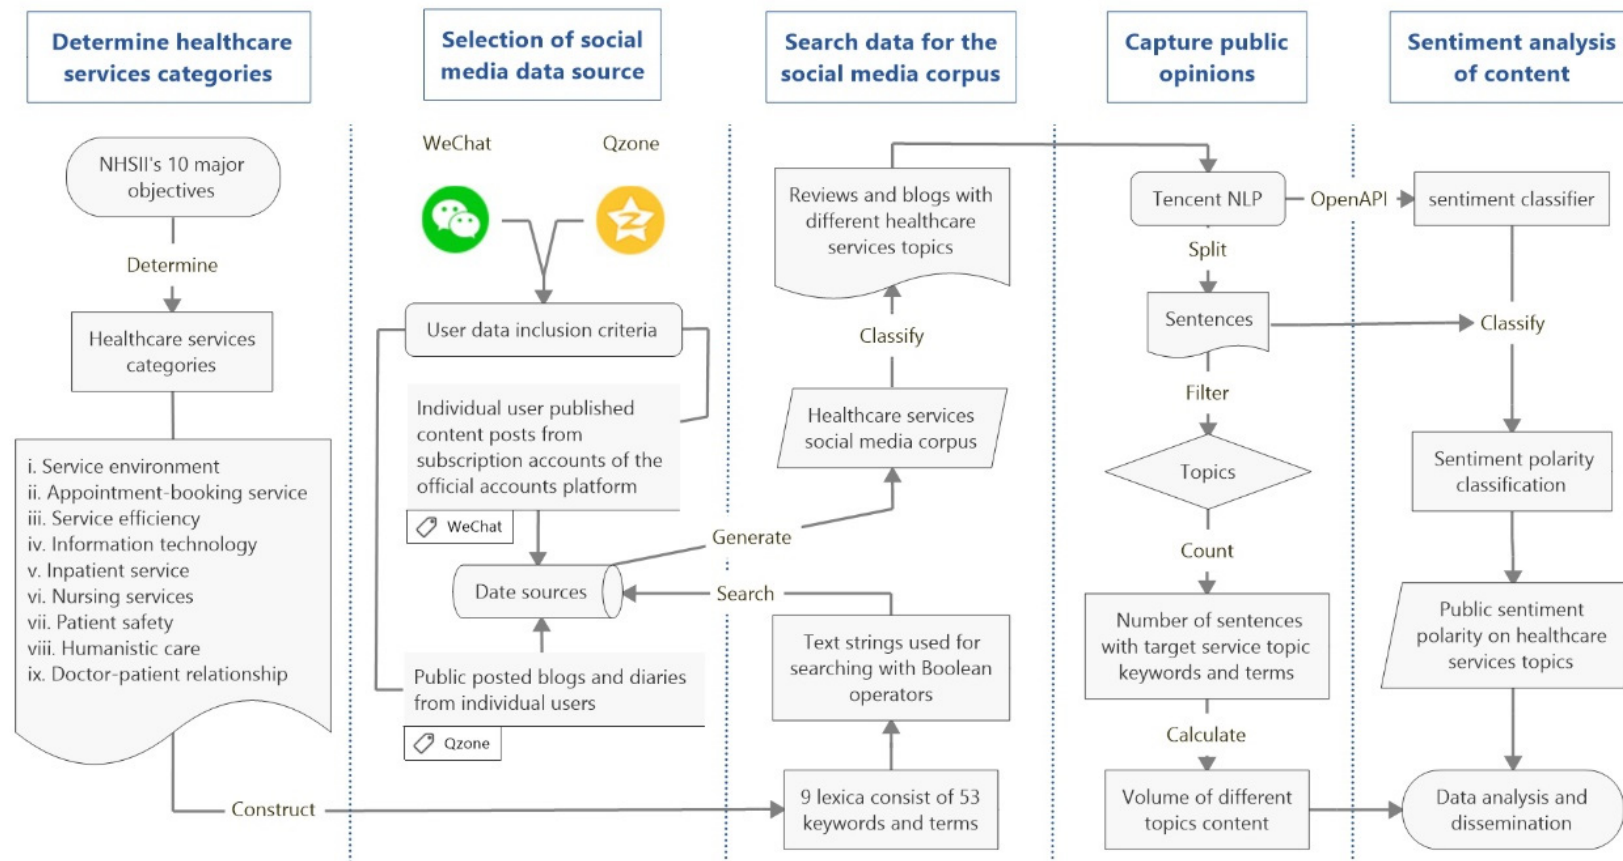 Determine healthcare
services categories
Selection of social
media data source
Search data for the
social media corpus
Capture public
opinions
Sentiment analysis
of content
NHSII's 10 major
objectives
Determine
Healthcare services
categories
i. Service environment
ii. Appointment-booking service
iii. Service efficiency
iv. Information technology
v. Inpatient service
vi. Nursing services
vii. Patient safety
viii. Humanistic care
ix. Doctor-patient relationship
Construct
WeChat
Qzone
User data inclusion criteria
Individual user published
content posts from
subscription accounts of the
official accounts platform
WeChat
Date sources
Public posted blogs and diaries
from individual users
Qzone
Generate
Search
Reviews and blogs with
different healthcare
services topics
Classify
Healthcare services
social media corpus
Text strings used for
searching with Boolean
operators
9 lexica consist of 53
keywords and terms
Tencent NLP
OpenAPI
Split
Sentences
Filter
Topics
Count
Number of sentences
with target service topic
keywords and terms
Calculate
Volume of different
topics content
sentiment classifier
Classify
Sentiment polarity
classification
Public sentiment
polarity on healthcare
services topics
Data analysis and
dissemination